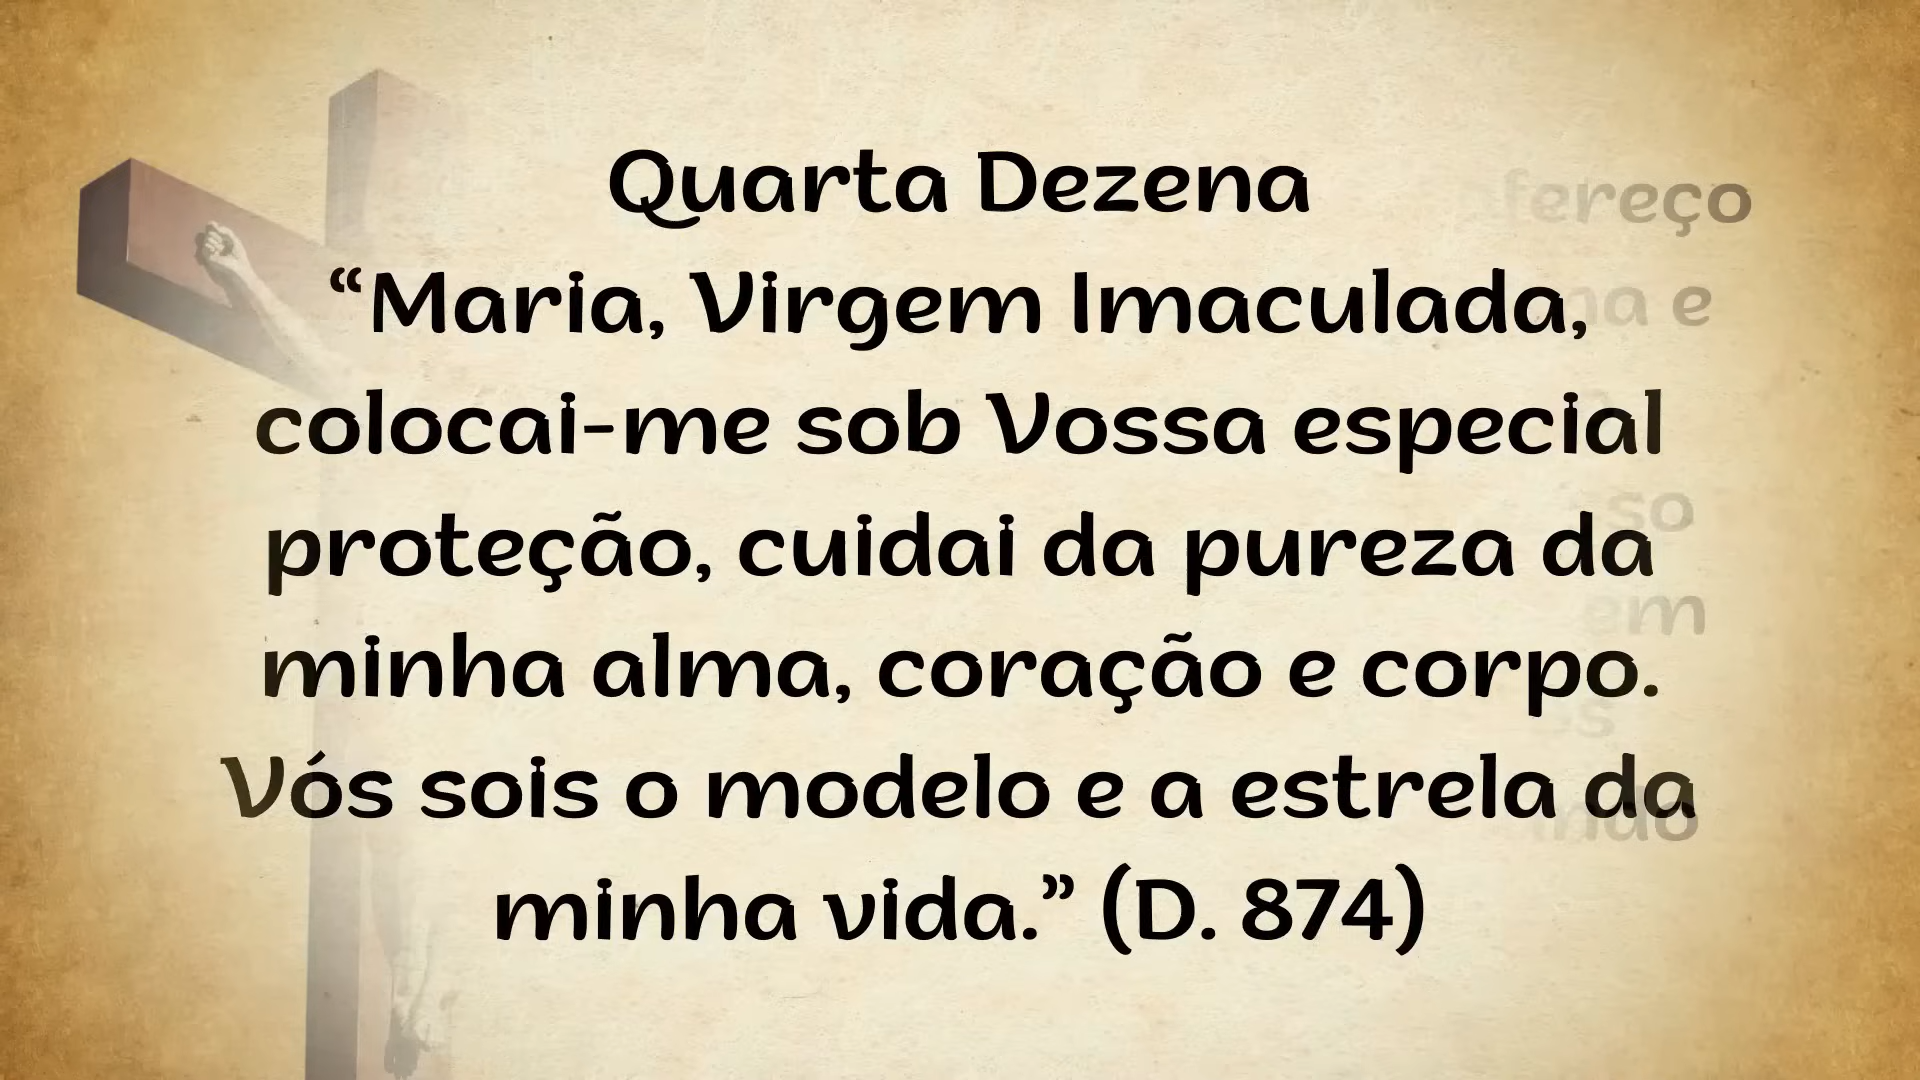 Quarta Dezena
“Maria, Virgem Imaculada,
colocai-me sob Vossa especial
proteção, cuidai da pureza da
minha alma, coração e corpo.
Vós sois o modelo e a estrela da
minha vida.” (D. 874)